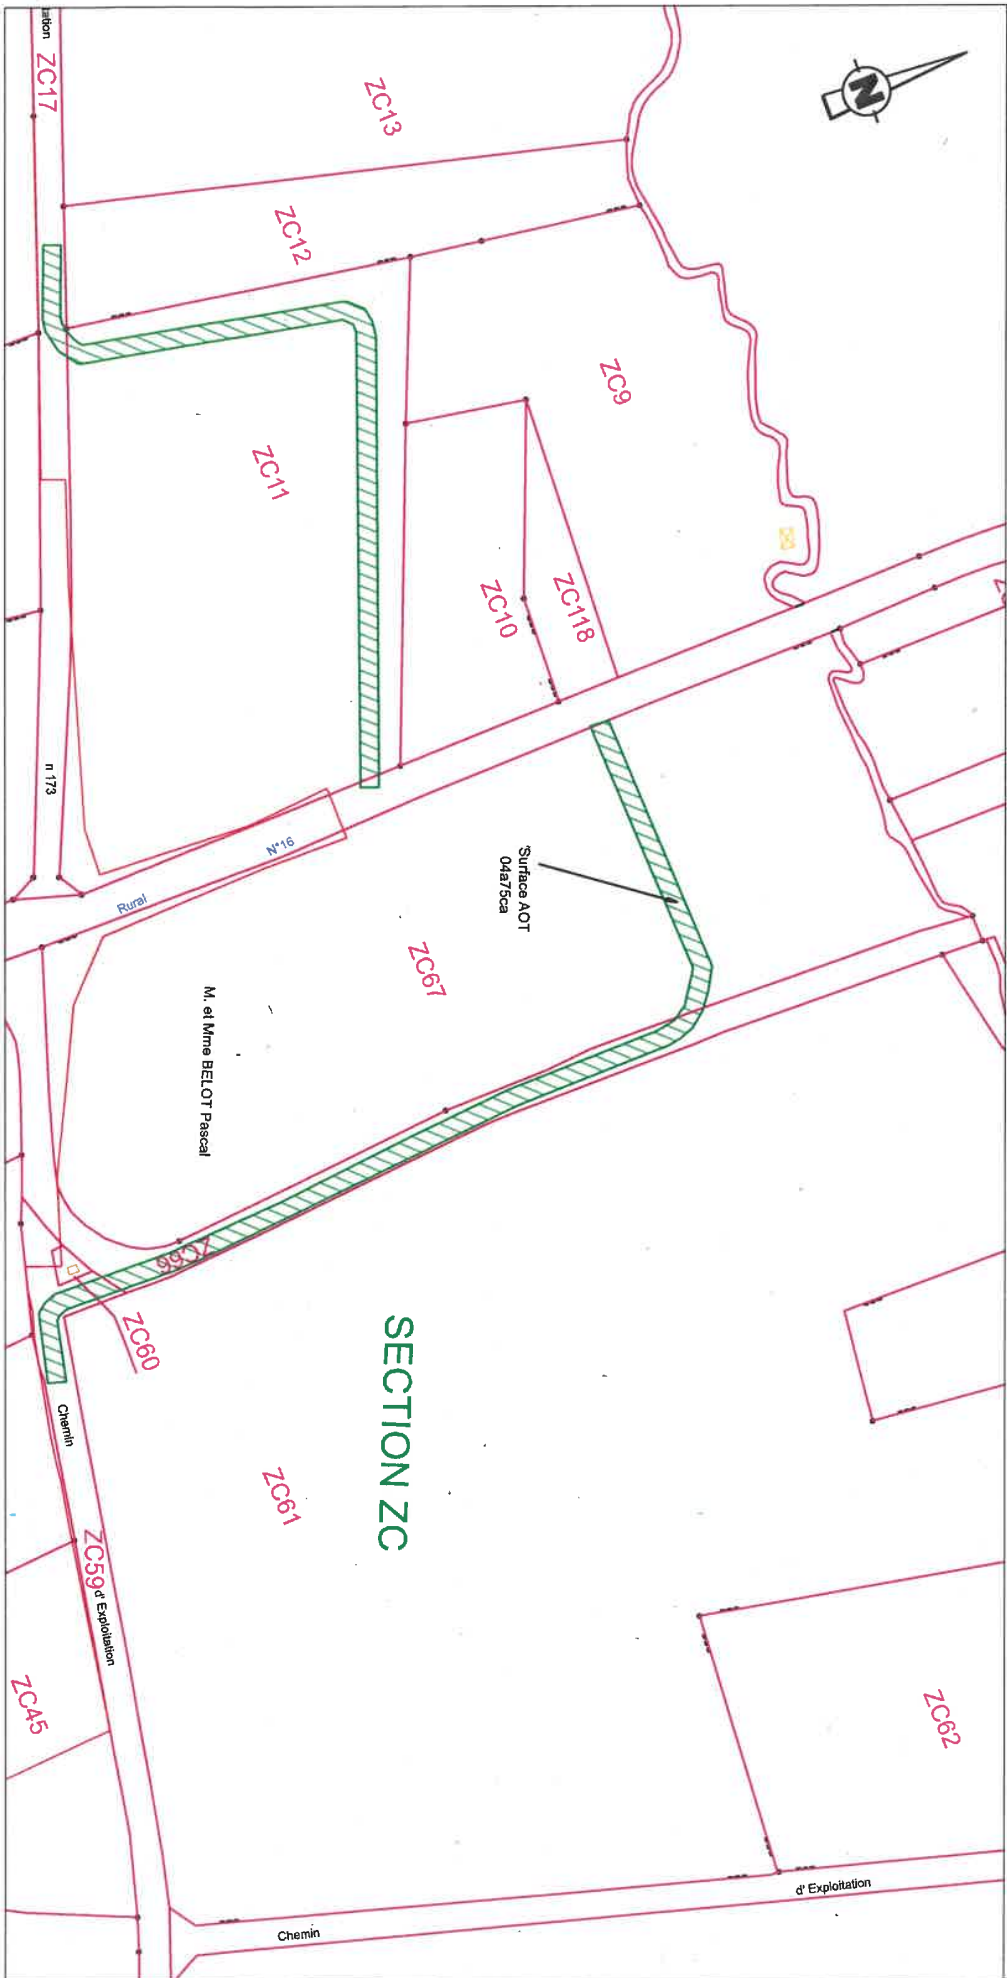 N
ZC17
tation
ZC13
ZC12
ZC9
ZC11
ZC10
ZC118
n 173
N°16
Rural
'Surface AOT
04a75ca
ZC67
M. et Mme BELOT Pascal
ZC66
ZC60
SECTION ZC
Chemin
ZC61
ZC59
d' Exploitation
ZC45
ZC62
d' Exploitation
Chemin